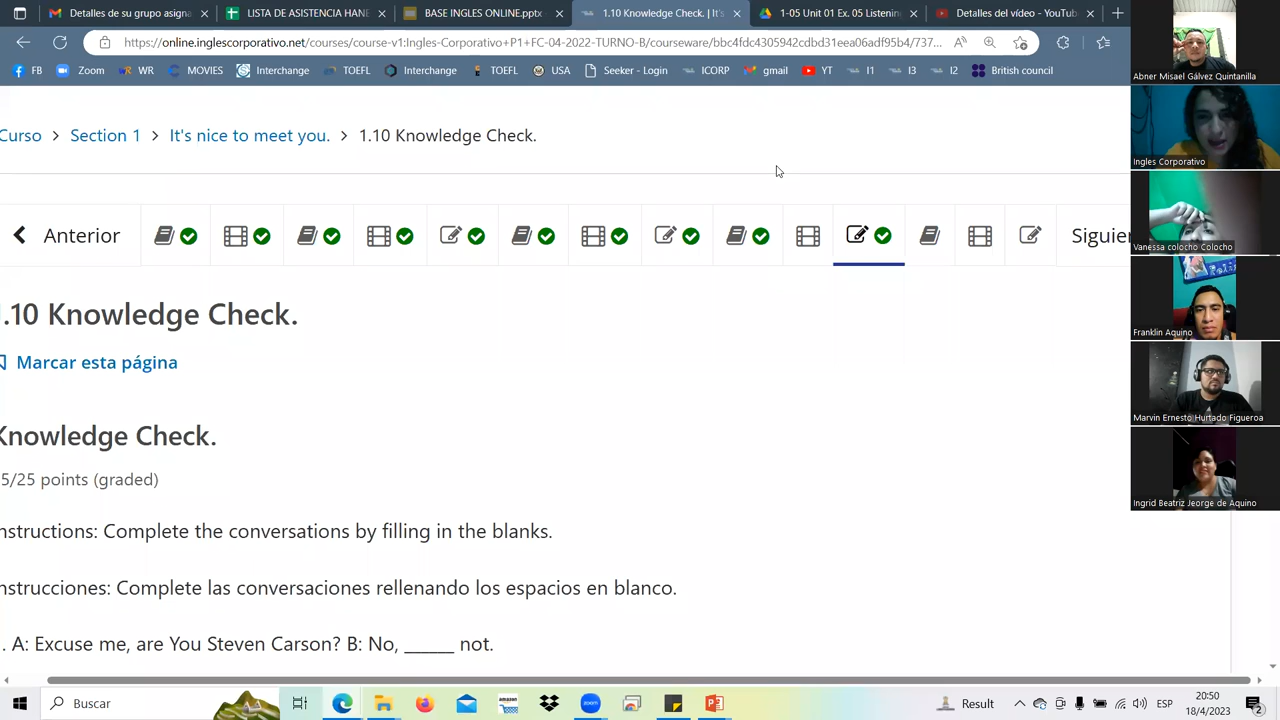 Detalles de su grupo asigna
LISTA DE ASISTENCIA HANE
BASE INGLES ONLINE.pptx
1.10 Knowledge Check. | It's
1-05 Unit 01 Ex. 05 Listening
Detalles del vídeo - YouTub
https://online.inglescorporativo.net/courses/course-v1:Ingles-Corporativo+P1+FC-04-2022-TURNO-B/courseware/bbc4fdc4305942cdbd31eea06adf95b4/737...
FB
Zoom
WR
MOVIES
Interchange
TOEFL
Interchange
TOEFL
USA
Seeker - Login
ICORP
gmail
YT
I1
I3
I2
British council
Curso > Section 1 > It's nice to meet you. > 1.10 Knowledge Check.
Anterior
Siguier
.10 Knowledge Check.
Marcar esta página
Knowledge Check.
5/25 points (graded)
nstructions: Complete the conversations by filling in the blanks.
nstrucciones: Complete las conversaciones rellenando los espacios en blanco.
. A: Excuse me, are You Steven Carson? B: No, ______ not.
Abner Misael Gálvez Quintanilla
Ingles Corporativo
Vanessa colocho Colocho
Franklin Aquino
Marvin Ernesto Hurtado Figueroa
Ingrid Beatriz Jeorge de Aquino
Buscar
amazon
zoom
Result
ESP
20:50
18/4/2023
2